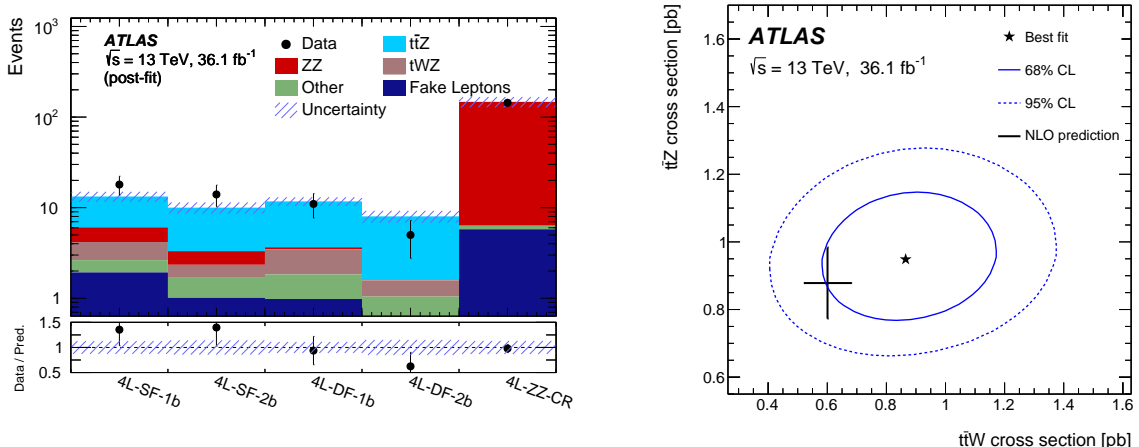 Events
10³
10²
10
1
ATLAS
√s = 13 TeV, 36.1 fb⁻¹
(post-fit)
Data
tt̄Z
ZZ
tWZ
Other
Fake Leptons
Uncertainty
Data / Pred.
1.5
1
0.5
4L-SF-1b
4L-SF-2b
4L-DF-1b
4L-DF-2b
4L-ZZ-CR
tt̄Z cross section [pb]
1.6
1.4
1.2
1.0
0.8
0.6
ATLAS
√s = 13 TeV, 36.1 fb⁻¹
Best fit
68% CL
95% CL
NLO prediction
0.4 0.6 0.8 1.0 1.2 1.4 1.6
tt̄W cross section [pb]